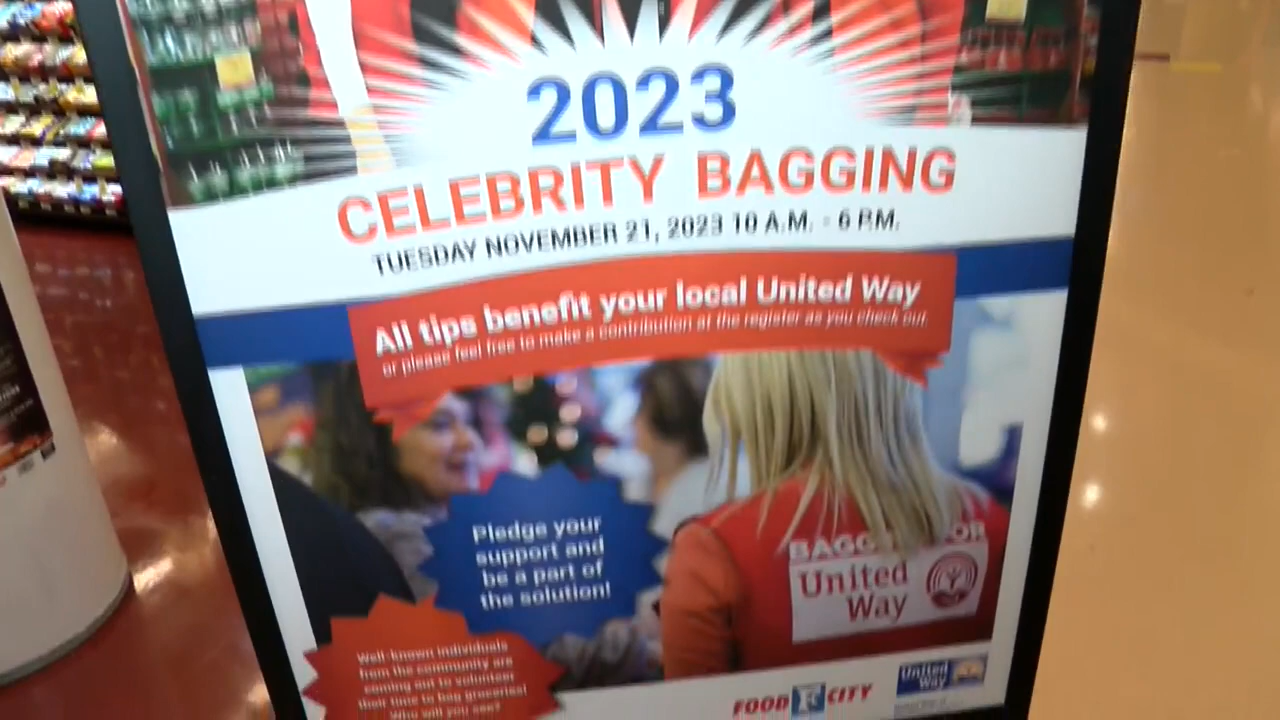 2023
CELEBRITY BAGGING
TUESDAY NOVEMBER 21, 2023 10 A.M. - 6 P.M.
All tips benefit your local United Way
or please feel free to make a contribution at the register as you check out.
Pledge your
support and
be a part of
the solution!
BAGG OR
United
Way
Well-known individuals
from the community are
coming out to volunteer
their time to bag groceries!
Who will you see?
FOOD CITY
United
Way